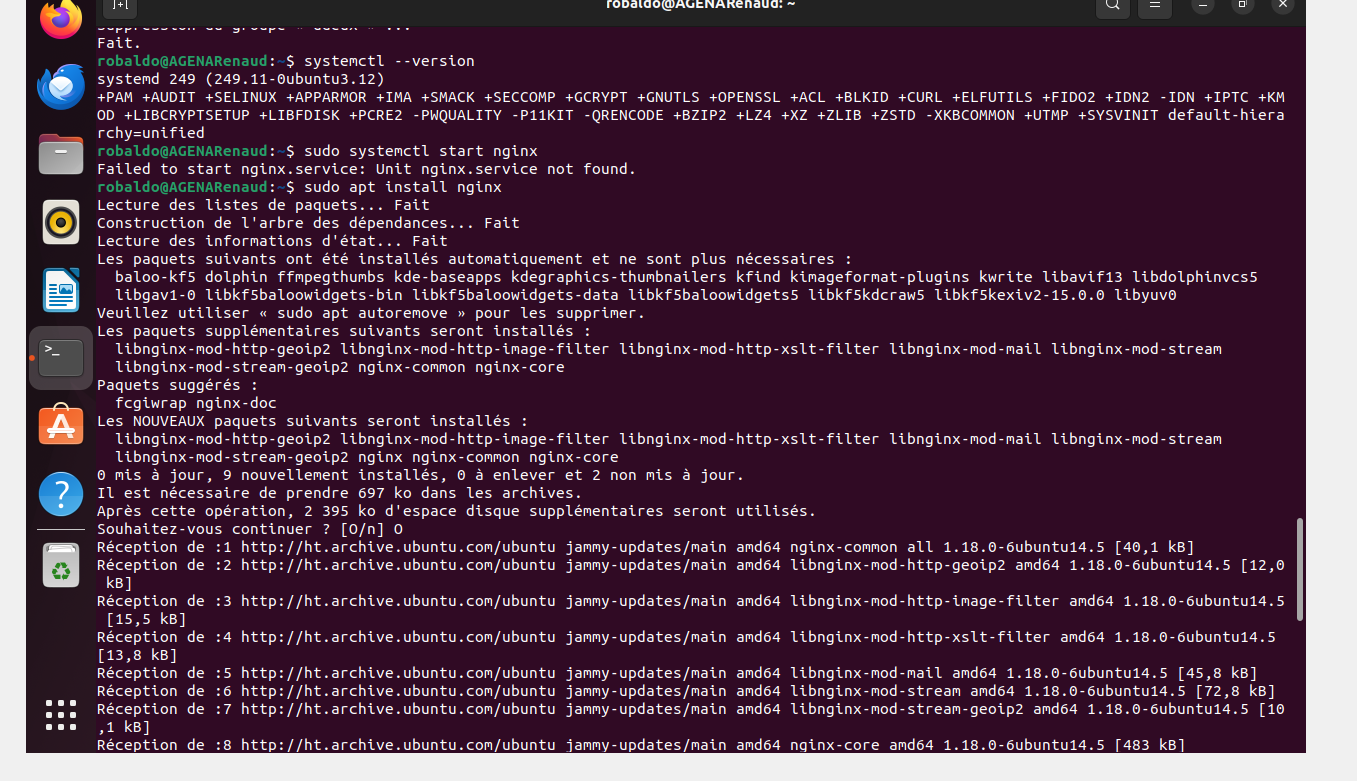 robaldo@AGENARenaud: ~
Suppression du groupe « dueux » ...
Fait.
robaldo@AGENARenaud:~$ systemctl --version
systemd 249 (249.11-0ubuntu3.12)
+PAM +AUDIT +SELINUX +APPARMOR +IMA +SMACK +SECCOMP +GCRYPT +GNUTLS +OPENSSL +ACL +BLKID +CURL +ELFUTILS +FIDO2 +IDN2 -IDN +IPTC +KM
OD +LIBCRYPTSETUP +LIBFDISK +PCRE2 -PWQUALITY -P11KIT -QRENCODE +BZIP2 +LZ4 +XZ +ZLIB +ZSTD -XKBCOMMON +UTMP +SYSVINIT default-hiera
rchy=unified
robaldo@AGENARenaud:~$ sudo systemctl start nginx
Failed to start nginx.service: Unit nginx.service not found.
robaldo@AGENARenaud:~$ sudo apt install nginx
Lecture des listes de paquets... Fait
Construction de l'arbre des dépendances... Fait
Lecture des informations d'état... Fait
Les paquets suivants ont été installés automatiquement et ne sont plus nécessaires :
  baloo-kf5 dolphin ffmpegthumbs kde-baseapps kdegraphics-thumbnailers kfind kimageformat-plugins kwrite libavif13 libdolphinvcs5
  libgav1-0 libkf5baloowidgets-bin libkf5baloowidgets-data libkf5baloowidgets5 libkf5kdcraw5 libkf5kexiv2-15.0.0 libyuv0
Veuillez utiliser « sudo apt autoremove » pour les supprimer.
Les paquets supplémentaires suivants seront installés :
  libnginx-mod-http-geoip2 libnginx-mod-http-image-filter libnginx-mod-http-xslt-filter libnginx-mod-mail libnginx-mod-stream
  libnginx-mod-stream-geoip2 nginx-common nginx-core
Paquets suggérés :
  fcgiwrap nginx-doc
Les NOUVEAUX paquets suivants seront installés :
  libnginx-mod-http-geoip2 libnginx-mod-http-image-filter libnginx-mod-http-xslt-filter libnginx-mod-mail libnginx-mod-stream
  libnginx-mod-stream-geoip2 nginx nginx-common nginx-core
0 mis à jour, 9 nouvellement installés, 0 à enlever et 2 non mis à jour.
Il est nécessaire de prendre 697 ko dans les archives.
Après cette opération, 2 395 ko d'espace disque supplémentaires seront utilisés.
Souhaitez-vous continuer ? [O/n] O
Réception de :1 http://ht.archive.ubuntu.com/ubuntu jammy-updates/main amd64 nginx-common all 1.18.0-6ubuntu14.5 [40,1 kB]
Réception de :2 http://ht.archive.ubuntu.com/ubuntu jammy-updates/main amd64 libnginx-mod-http-geoip2 amd64 1.18.0-6ubuntu14.5 [12,0
 kB]
Réception de :3 http://ht.archive.ubuntu.com/ubuntu jammy-updates/main amd64 libnginx-mod-http-image-filter amd64 1.18.0-6ubuntu14.5
 [15,5 kB]
Réception de :4 http://ht.archive.ubuntu.com/ubuntu jammy-updates/main amd64 libnginx-mod-http-xslt-filter amd64 1.18.0-6ubuntu14.5
[13,8 kB]
Réception de :5 http://ht.archive.ubuntu.com/ubuntu jammy-updates/main amd64 libnginx-mod-mail amd64 1.18.0-6ubuntu14.5 [45,8 kB]
Réception de :6 http://ht.archive.ubuntu.com/ubuntu jammy-updates/main amd64 libnginx-mod-stream amd64 1.18.0-6ubuntu14.5 [72,8 kB]
Réception de :7 http://ht.archive.ubuntu.com/ubuntu jammy-updates/main amd64 libnginx-mod-stream-geoip2 amd64 1.18.0-6ubuntu14.5 [10
,1 kB]
Réception de :8 http://ht.archive.ubuntu.com/ubuntu jammy-updates/main amd64 nginx-core amd64 1.18.0-6ubuntu14.5 [483 kB]